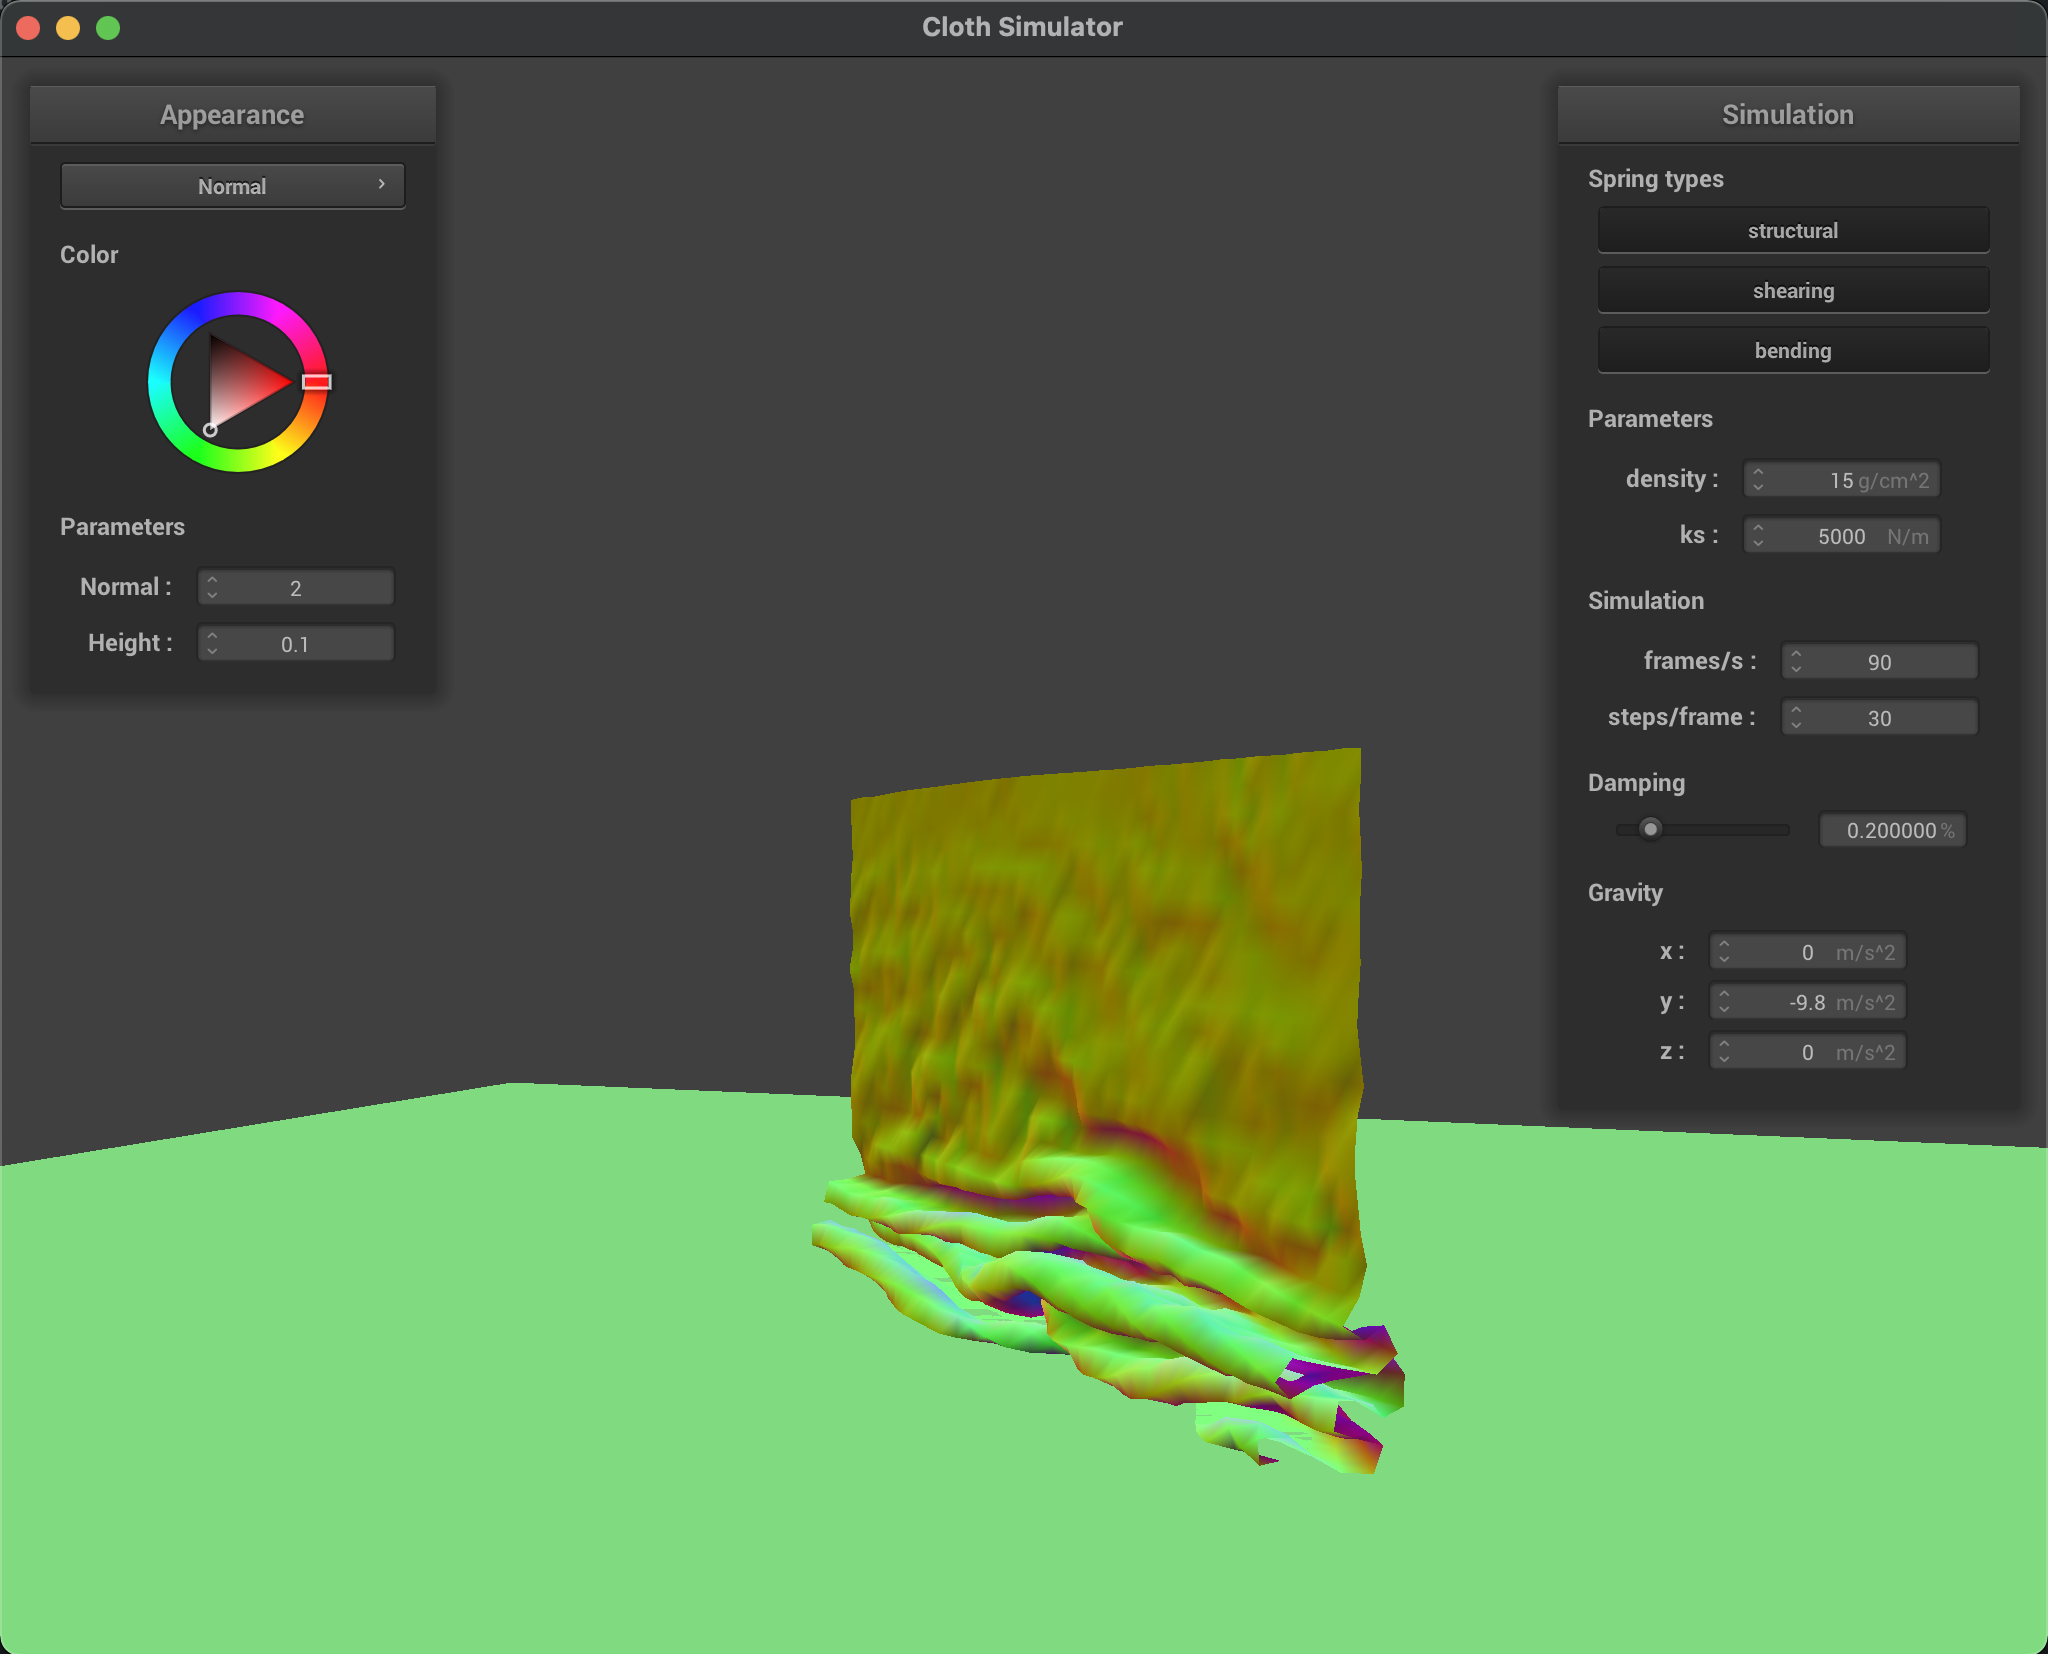 Cloth Simulator
Appearance
Normal
Color
Parameters
Normal : 2
Height : 0.1
Simulation
Spring types
structural
shearing
bending
Parameters
density : 15 g/cm^2
ks : 5000 N/m
Simulation
frames/s : 90
steps/frame : 30
Damping
0.200000 %
Gravity
x : 0 m/s^2
y : -9.8 m/s^2
z : 0 m/s^2